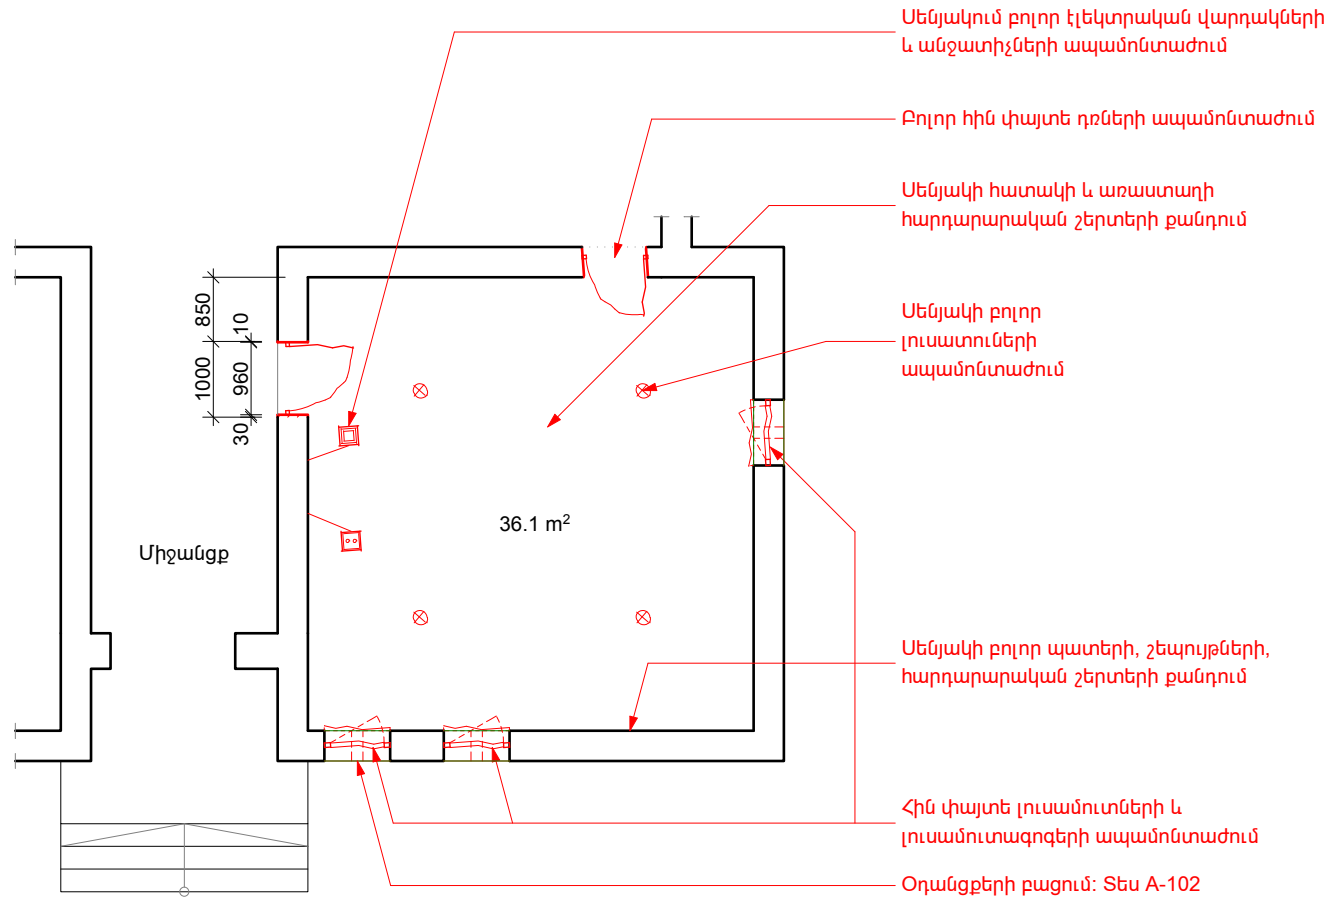 Սենյակում բոլոր էլեկտրական վարդակների
և անջատիչների ապամոնտաժում
Բոլոր հին փայտե դռների ապամոնտաժում
Սենյակի հատակի և առաստաղի
հարդարարական շերտերի քանդում
Սենյակի բոլոր
լուսատուների
ապամոնտաժում
850
10
1000
960
30
36.1 m²
Միջանցք
Սենյակի բոլոր պատերի, շեպույթների,
հարդարարական շերտերի քանդում
Հին փայտե լուսամուտների և
լուսամուտագոգերի ապամոնտաժում
Օդանցքերի բացում: Տես A-102